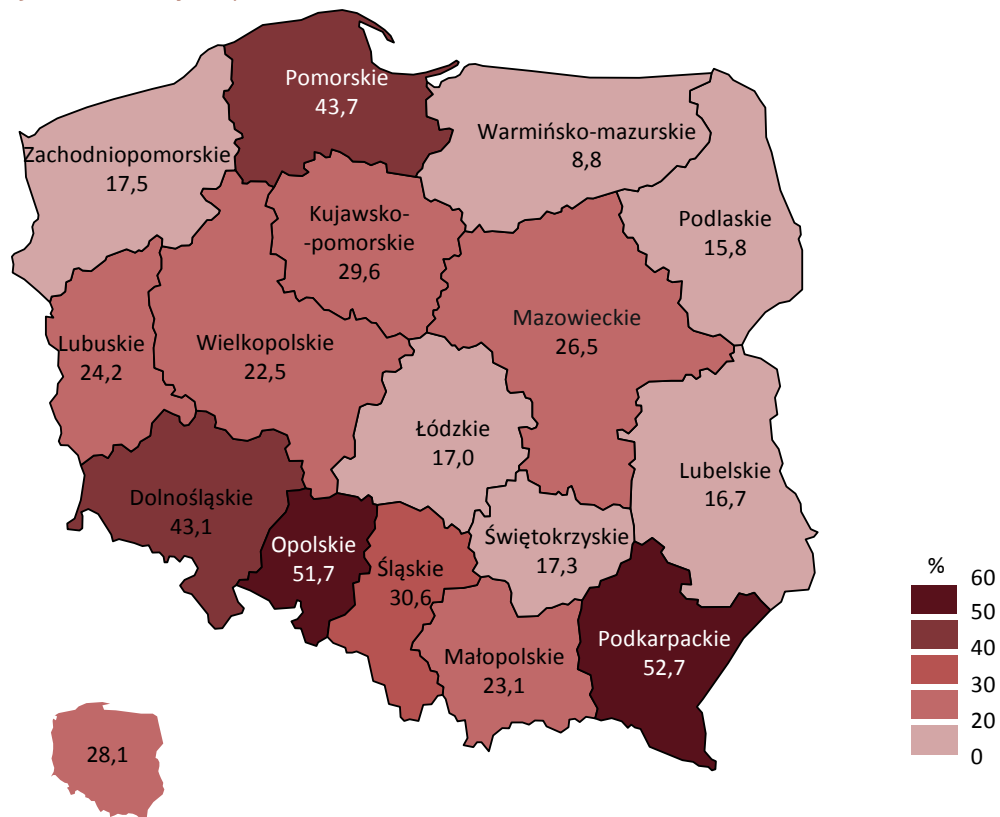 Pomorskie
43,7
Warmińsko-mazurskie
8,8
Zachodniopomorskie
17,5
Podlaskie
15,8
Kujawsko-
-pomorskie
29,6
Mazowieckie
26,5
Lubuskie
24,2
Wielkopolskie
22,5
Łódzkie
17,0
Lubelskie
16,7
Dolnośląskie
43,1
Opolskie
51,7
Śląskie
30,6
Świętokrzyskie
17,3
Małopolskie
23,1
Podkarpackie
52,7
28,1
%
60
50
40
30
20
0